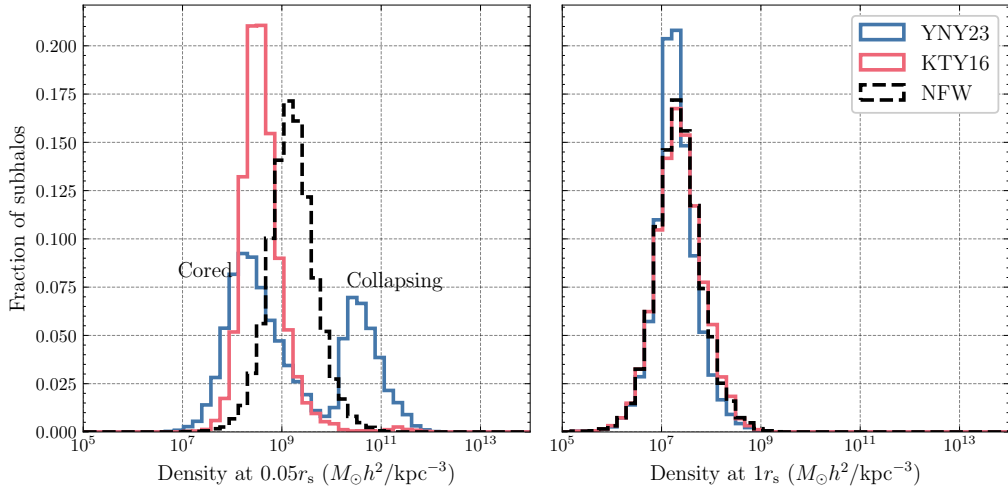 Fraction of subhalos
0.200
0.175
0.150
0.125
0.100
0.075
0.050
0.025
0.000
Cored
Collapsing
10^5 10^7 10^9 10^11 10^13
Density at 0.05r_s (M_⊙h^2/kpc^−3)
YNY23
KTY16
NFW
10^5 10^7 10^9 10^11 10^13
Density at 1r_s (M_⊙h^2/kpc^−3)